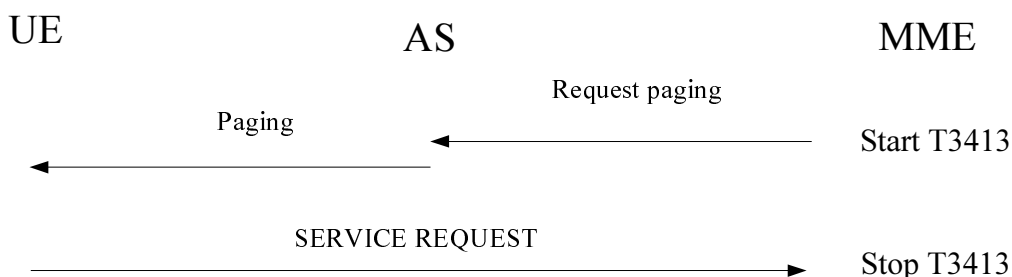 UE
AS
MME
Request paging
Paging
Start T3413
SERVICE REQUEST
Stop T3413